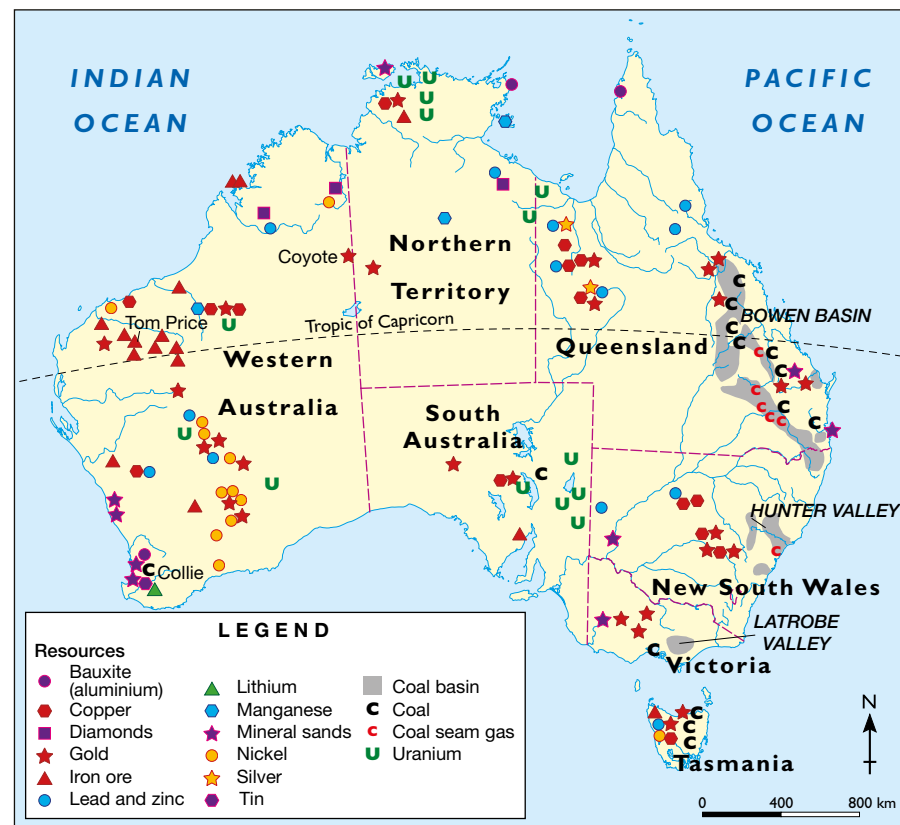 INDIAN
OCEAN
PACIFIC
OCEAN
U U
U
U
U
U
Coyote
Northern
Territory
Tom Price
U
Tropic of Capricorn
Western
Australia
Queensland
C
C
BOWEN BASIN
C
C
C C
C
C
C
C C
C
C
C
South
Australia
U
U
U
U
C
U
U
U
U
HUNTER VALLEY
C
C
Collie
New South Wales
LATROBE
VALLEY
C
Victoria
C
C
C
Tasmania
LEGEND
Resources
Bauxite
(aluminium)
Copper
Diamonds
Gold
Iron ore
Lead and zinc
Lithium
Manganese
Mineral sands
Nickel
Silver
Tin
Coal basin
C Coal
C Coal seam gas
U Uranium
N
0 400 800 km